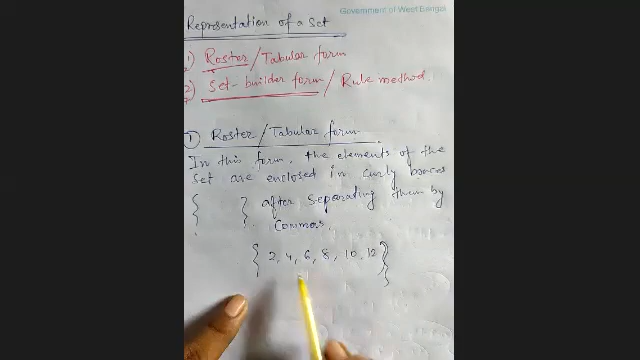 Government of West Bengal
Representation of a Set
1) Roster/Tabular form
2) Set-builder form/Rule method.
① Roster/Tabular form
In this form, the elements of the
set are enclosed in curly braces
{ } after separating them by
commas.
{ 2, 4, 6, 8, 10, 12 }